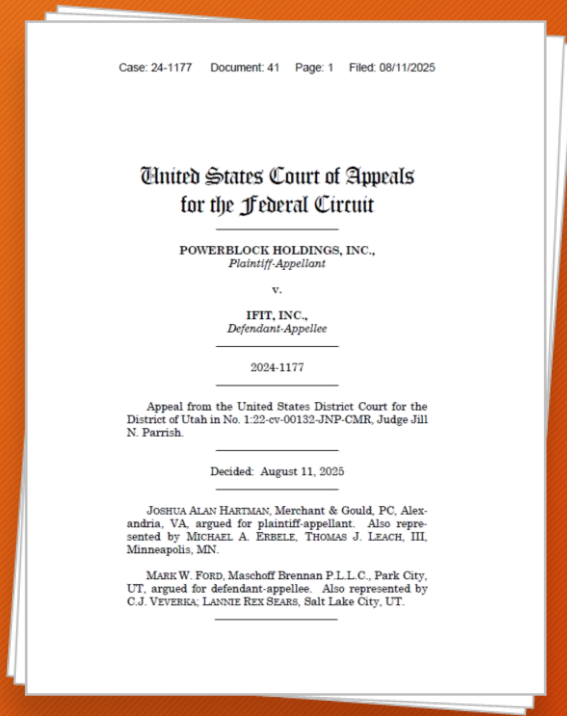 Case: 24-1177 Document: 41 Page: 1 Filed: 08/11/2025
United States Court of Appeals
for the Federal Circuit
POWERBLOCK HOLDINGS, INC.,
Plaintiff-Appellant
v.
IFIT, INC.,
Defendant-Appellee
2024-1177
Appeal from the United States District Court for the
District of Utah in No. 1:22-cv-00132-JNP-CMR, Judge Jill
N. Parrish.
Decided: August 11, 2025
JOSHUA ALAN HARTMAN, Merchant & Gould, PC, Alex-
andria, VA, argued for plaintiff-appellant. Also repre-
sented by MICHAEL A. ERBELE, THOMAS J. LEACH, III,
Minneapolis, MN.
MARK W. FORD, Maschoff Brennan P.L.L.C., Park City,
UT, argued for defendant-appellee. Also represented by
C.J. VEVERKA; LANNIE REX SEARS, Salt Lake City, UT.